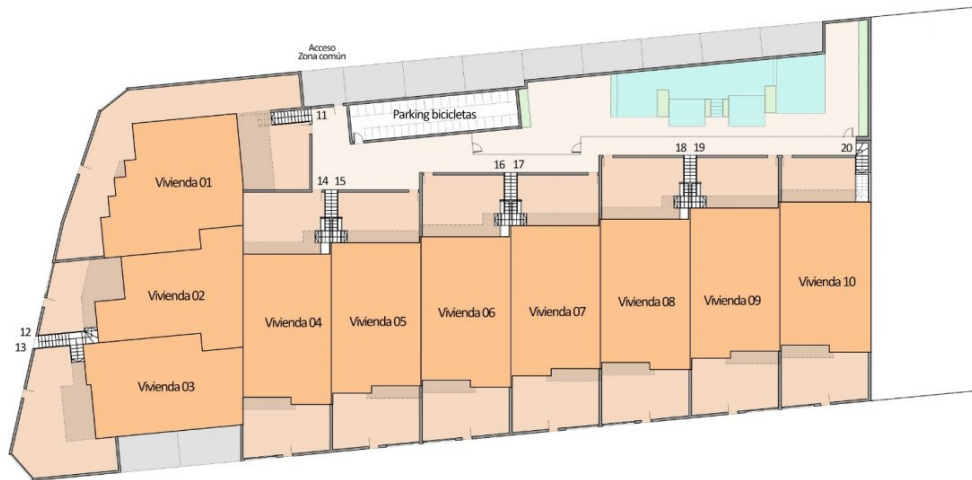 Acceso
Zona común
11
Parking bicicletas
18 19
20
16 17
14 15
Vivienda 01
Vivienda 02
Vivienda 10
Vivienda 09
Vivienda 08
Vivienda 07
Vivienda 06
Vivienda 05
Vivienda 04
12
13
Vivienda 03